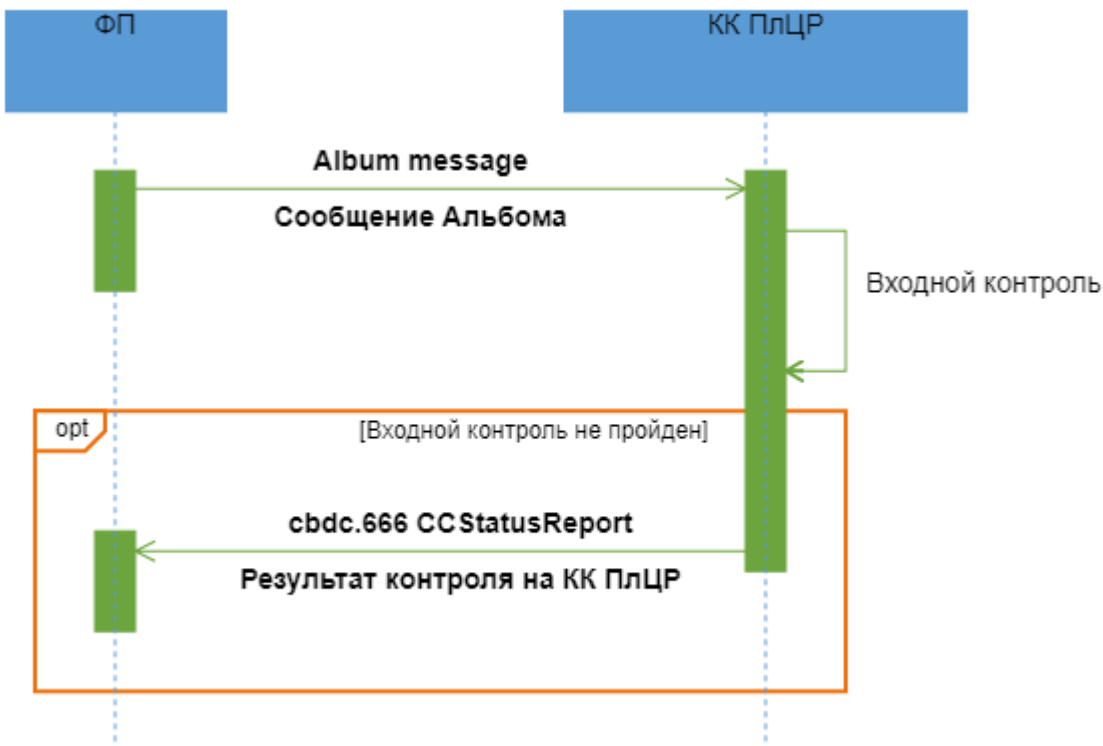 ФП
КК ПлЦР
Album message
Сообщение Альбома
Входной контроль
opt
[Входной контроль не пройден]
cbdc.666 CCStatusReport
Результат контроля на КК ПлЦР